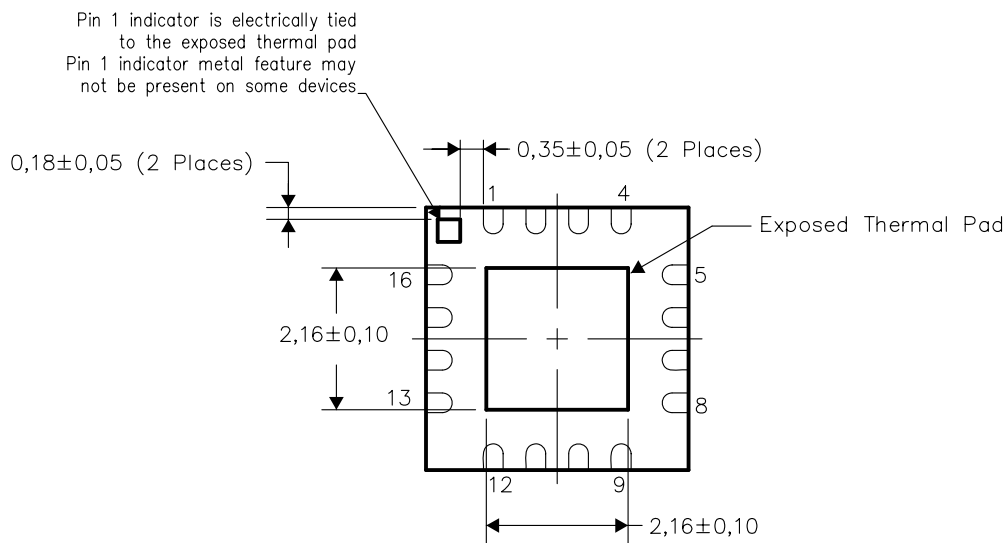 Pin 1 indicator is electrically tied
to the exposed thermal pad
Pin 1 indicator metal feature may
not be present on some devices
0,18±0,05 (2 Places)
0,35±0,05 (2 Places)
1
4
Exposed Thermal Pad
16
5
2,16±0,10
13
8
12
9
2,16±0,10